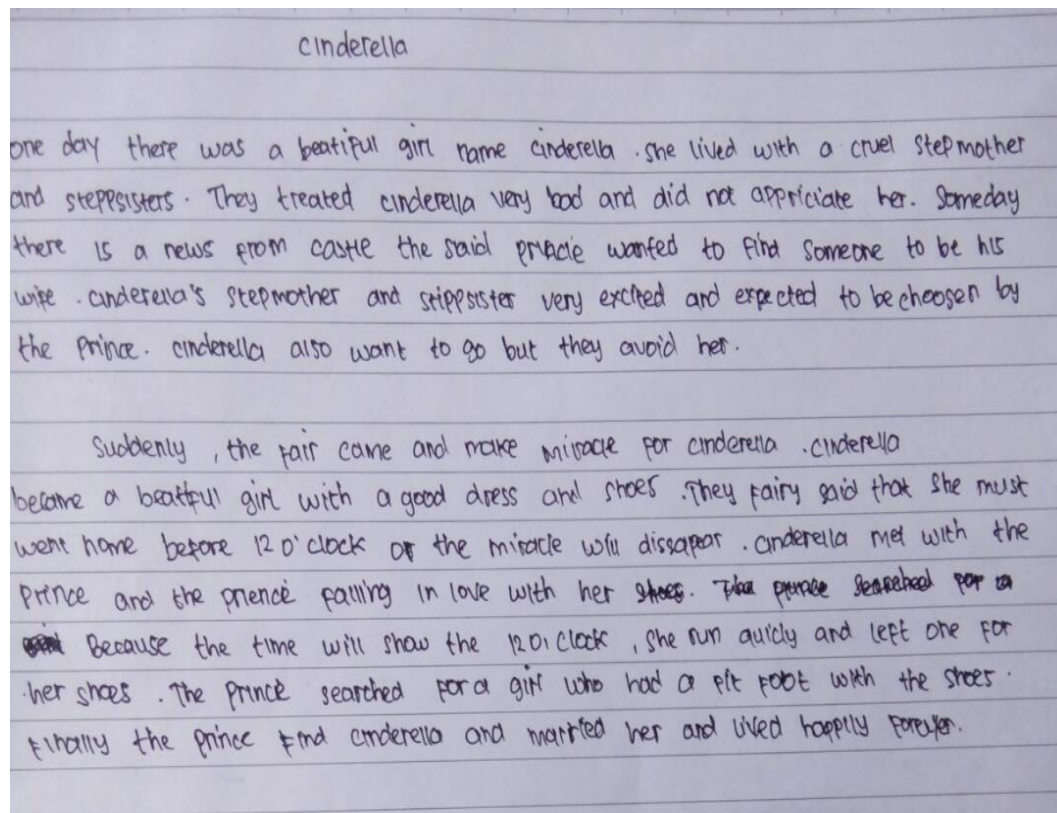 cinderella
one day there was a beatiful girl name cinderella . she lived with a cruel stepmother
and steppsisters . They treated cinderella very bad and did not appriciate her. Someday
there is a news from castle the said princie wanted to find someone to be his
wife . cinderella's stepmother and stippsister very excited and expected to be choosen by
the prince. cinderella also want to go but they avoid her.
Suddenly , the fair came and make miracle for cinderella . cinderella
became a beatiful girl with a good dress and shoes . They fairy said that she must
went home before 12 o'clock or the miracle will dissapear . cinderella met with the
prince and the prience falling in love with her
Because the time will show the 12 o'clock , she run quicly and left one for
her shoes . The prince searched for a girl who had a fit foot with the shoes .
Finally the prince find cinderella and married her and lived happily forever.